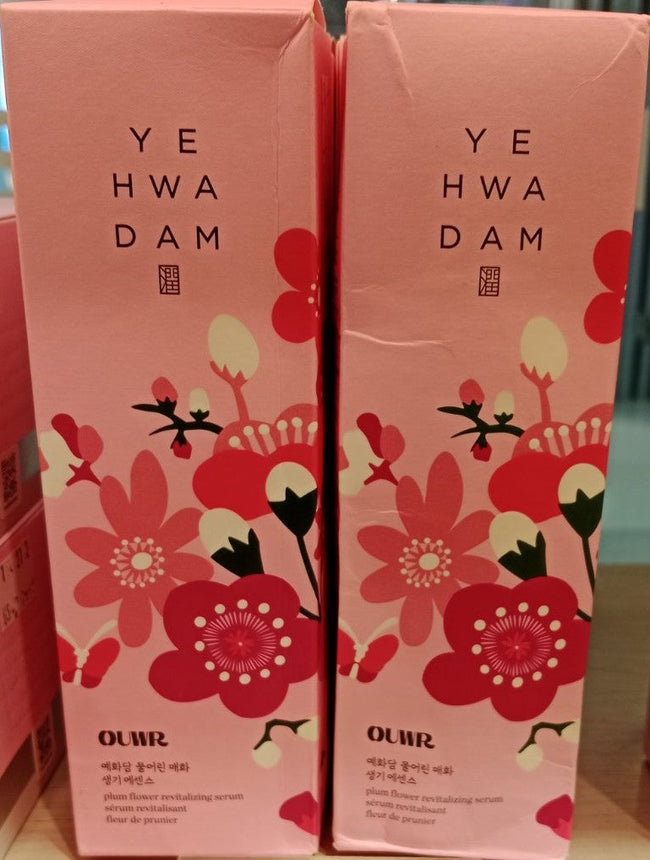 YE
HWA
DAM
潤
OUWR
예화담 물어린 매화
생기 에센스
plum flower revitalizing serum
sérum revitalisant
fleur de prunier
YE
HWA
DAM
潤
OUWR
예화담 물어린 매화
생기 에센스
plum flower revitalizing serum
sérum revitalisant
fleur de prunier